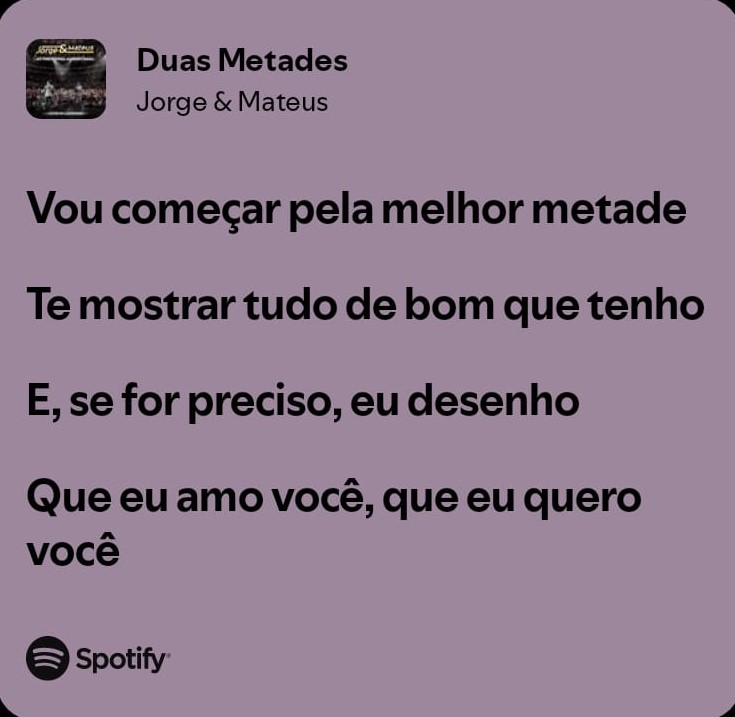 Jorge & Mateus
Duas Metades
Jorge & Mateus
Vou começar pela melhor metade
Te mostrar tudo de bom que tenho
E, se for preciso, eu desenho
Que eu amo você, que eu quero
você
Spotify